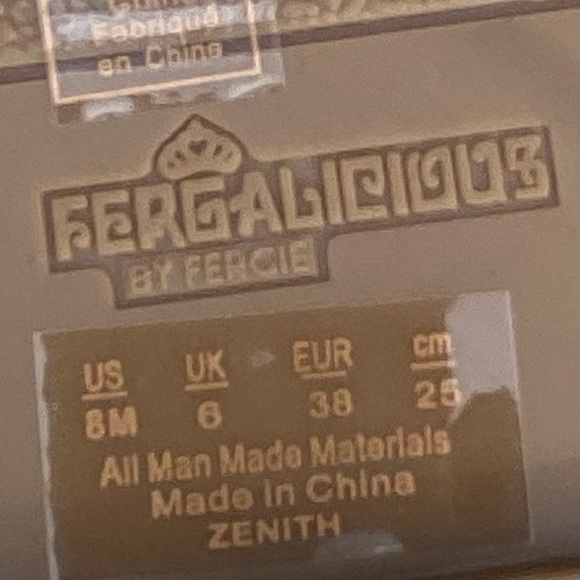 Fabriqué
en Chine
FERGALICIOUS
BY FERGIE
US UK EUR cm
8M 6 38 25
All Man Made Materials
Made in China
ZENITH